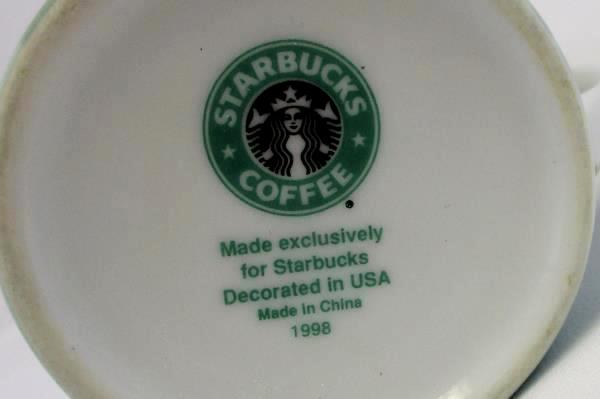 STARBUCKS
COFFEE
Made exclusively
for Starbucks
Decorated in USA
Made in China
1998